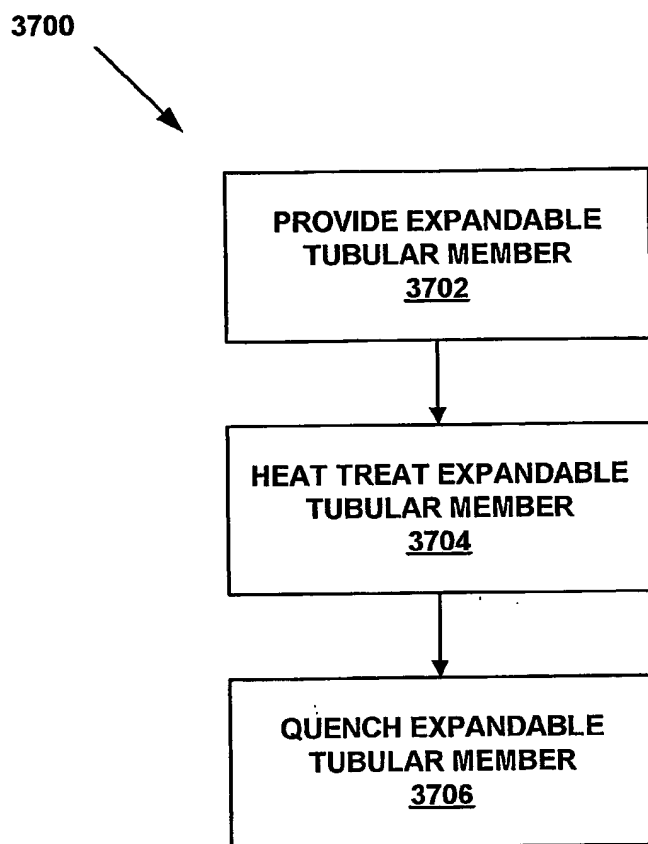 3700
PROVIDE EXPANDABLE
TUBULAR MEMBER
3702
HEAT TREAT EXPANDABLE
TUBULAR MEMBER
3704
QUENCH EXPANDABLE
TUBULAR MEMBER
3706